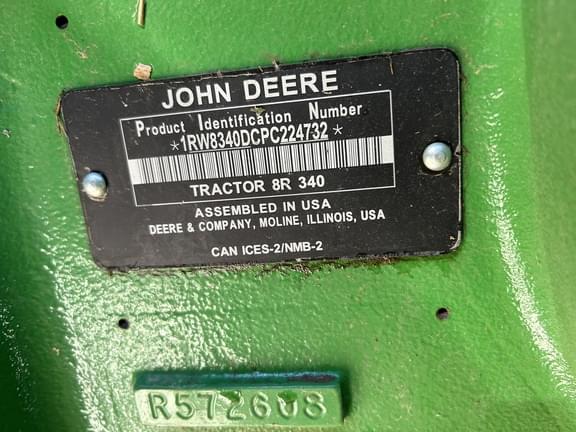 JOHN DEERE
Product Identification Number
*1RW8340DCPC224732*
TRACTOR 8R 340
ASSEMBLED IN USA
DEERE & COMPANY, MOLINE, ILLINOIS, USA
CAN ICES-2/NMB-2
R572608